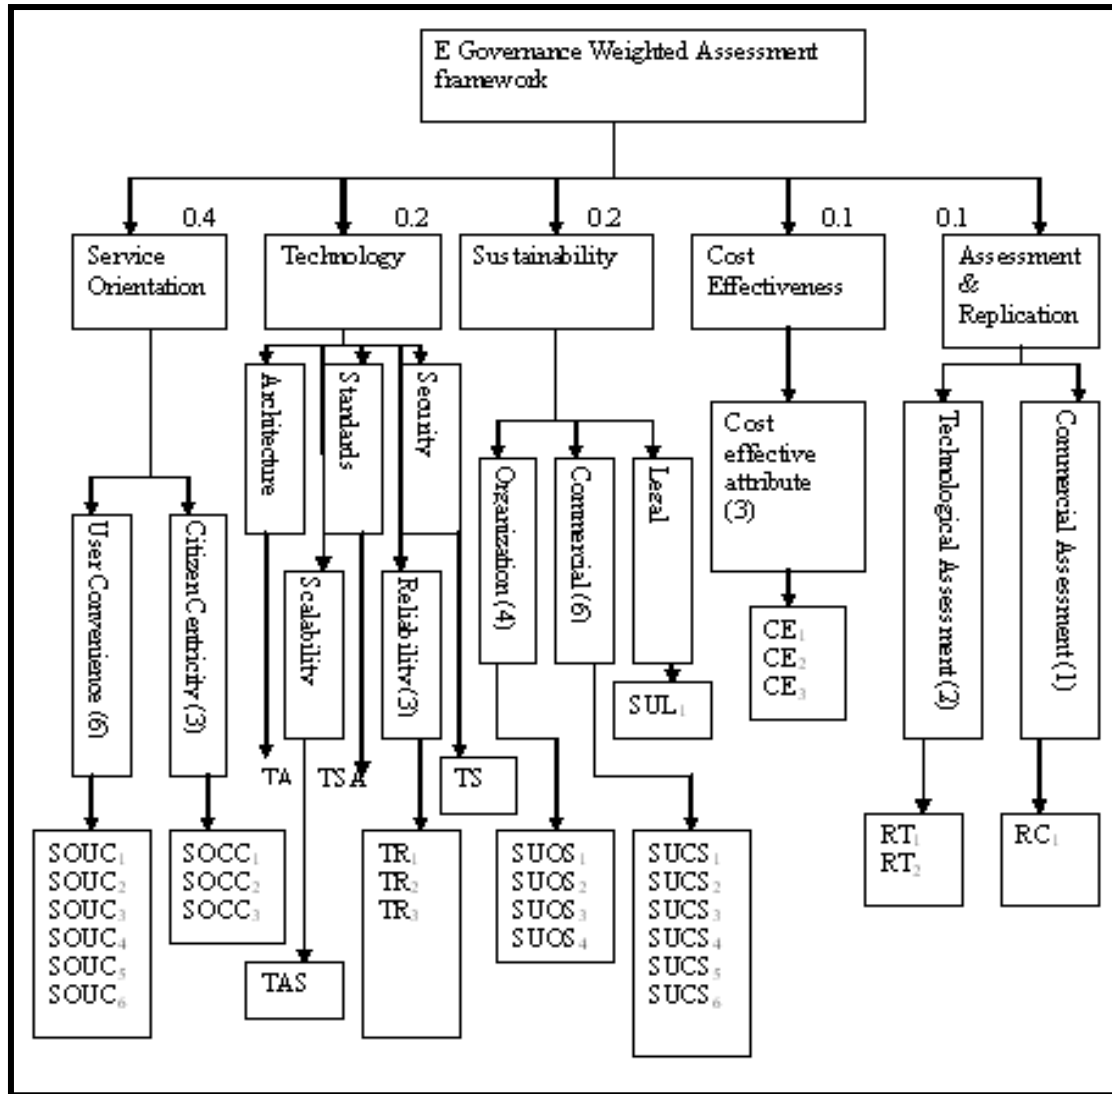 E Governance Weighted Assessment
framework
0.4
0.2
0.2
0.1
0.1
Service
Orientation
Technology
Sustainability
Cost
Effectiveness
Assessment
&
Replication
Architecture
Standards
Security
Cost
effective
attribute
(3)
Technological Assessment (2)
Commercial Assessment (1)
Organization (4)
Commercial (6)
Legal
User Convenience (6)
Citizen Centricity (3)
Scalability
Reliability (3)
CE1
CE2
CE3
SUL1
TA
TSA
TS
SOUC1
SOUC2
SOUC3
SOUC4
SOUC5
SOUC6
SOCC1
SOCC2
SOCC3
TAS
TR1
TR2
TR3
SUOS1
SUOS2
SUOS3
SUOS4
SUCS1
SUCS2
SUCS3
SUCS4
SUCS5
SUCS6
RT1
RT2
RC1